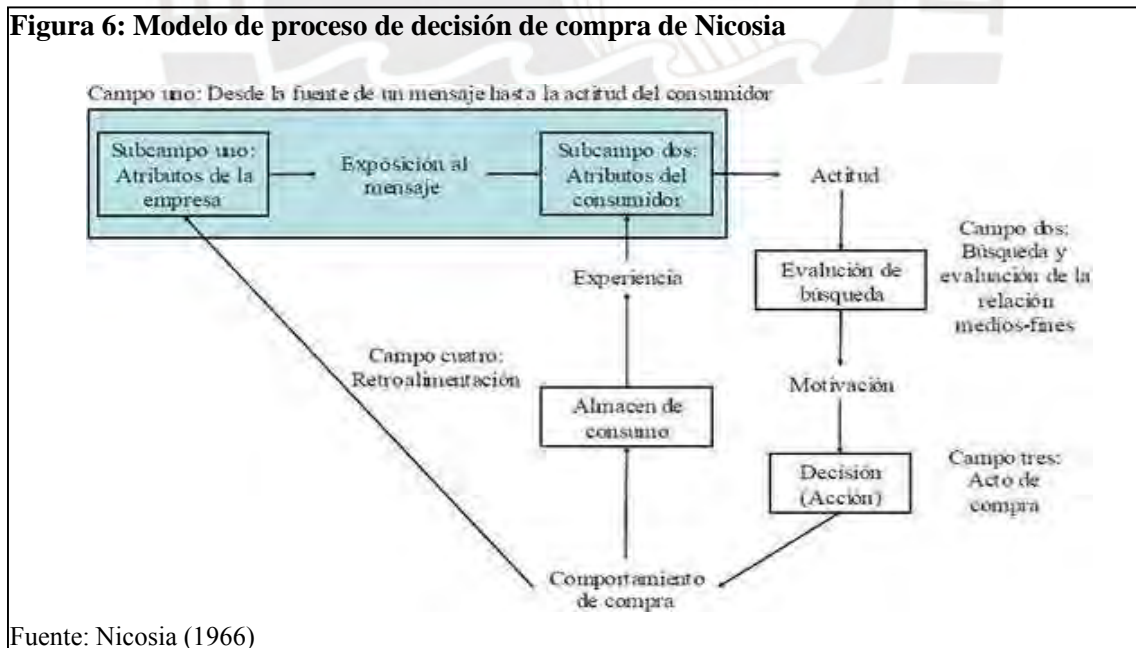 Figura 6: Modelo de proceso de decisión de compra de Nicosia
Campo uno: Desde la fuente de un mensaje hasta la actitud del consumidor
Subcampo uno:
Atributos de la
empresa
Exposición al
mensaje
Subcampo dos:
Atributos del
consumidor
Actitud
Evalución de
búsqueda
Campo dos:
Búsqueda y
evaluación de la
relación
medios-fines
Experiencia
Campo cuatro:
Retroalimentación
Motivación
Almacen de
consumo
Decisión
(Acción)
Campo tres:
Acto de
compra
Comportamiento
de compra
Fuente: Nicosia (1966)